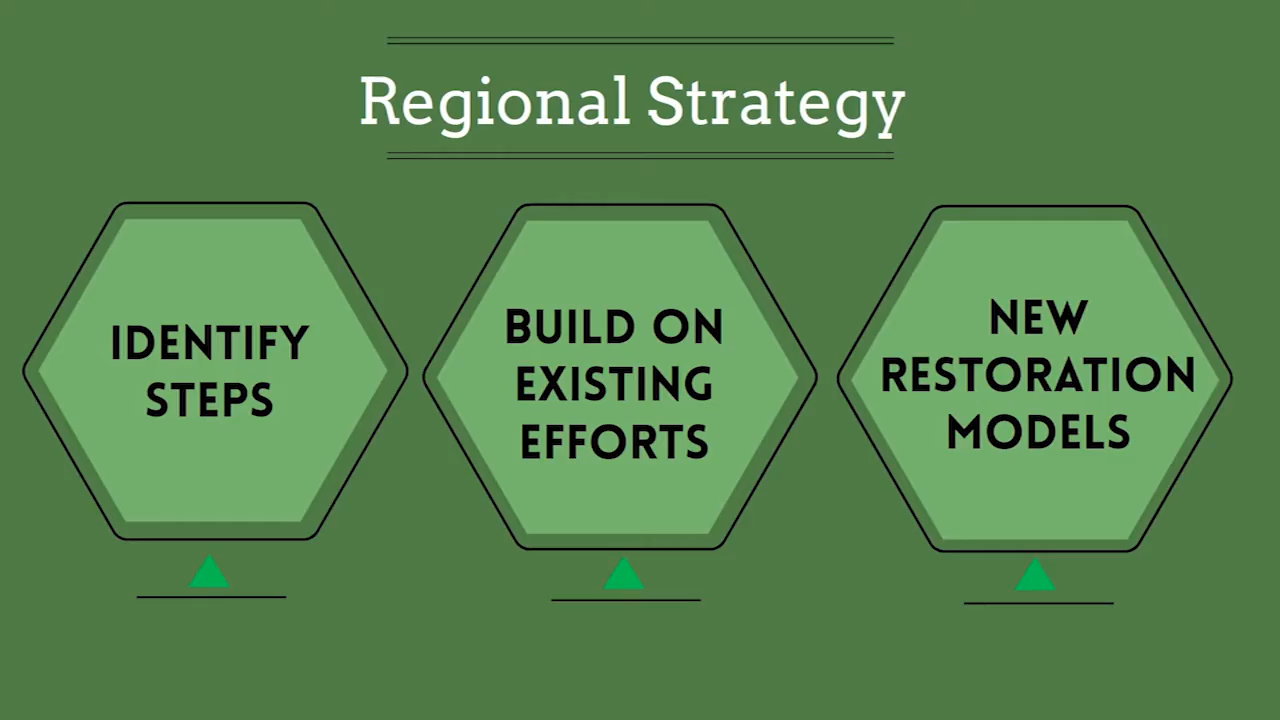 Regional Strategy
IDENTIFY
STEPS
BUILD ON
EXISTING
EFFORTS
NEW
RESTORATION
MODELS